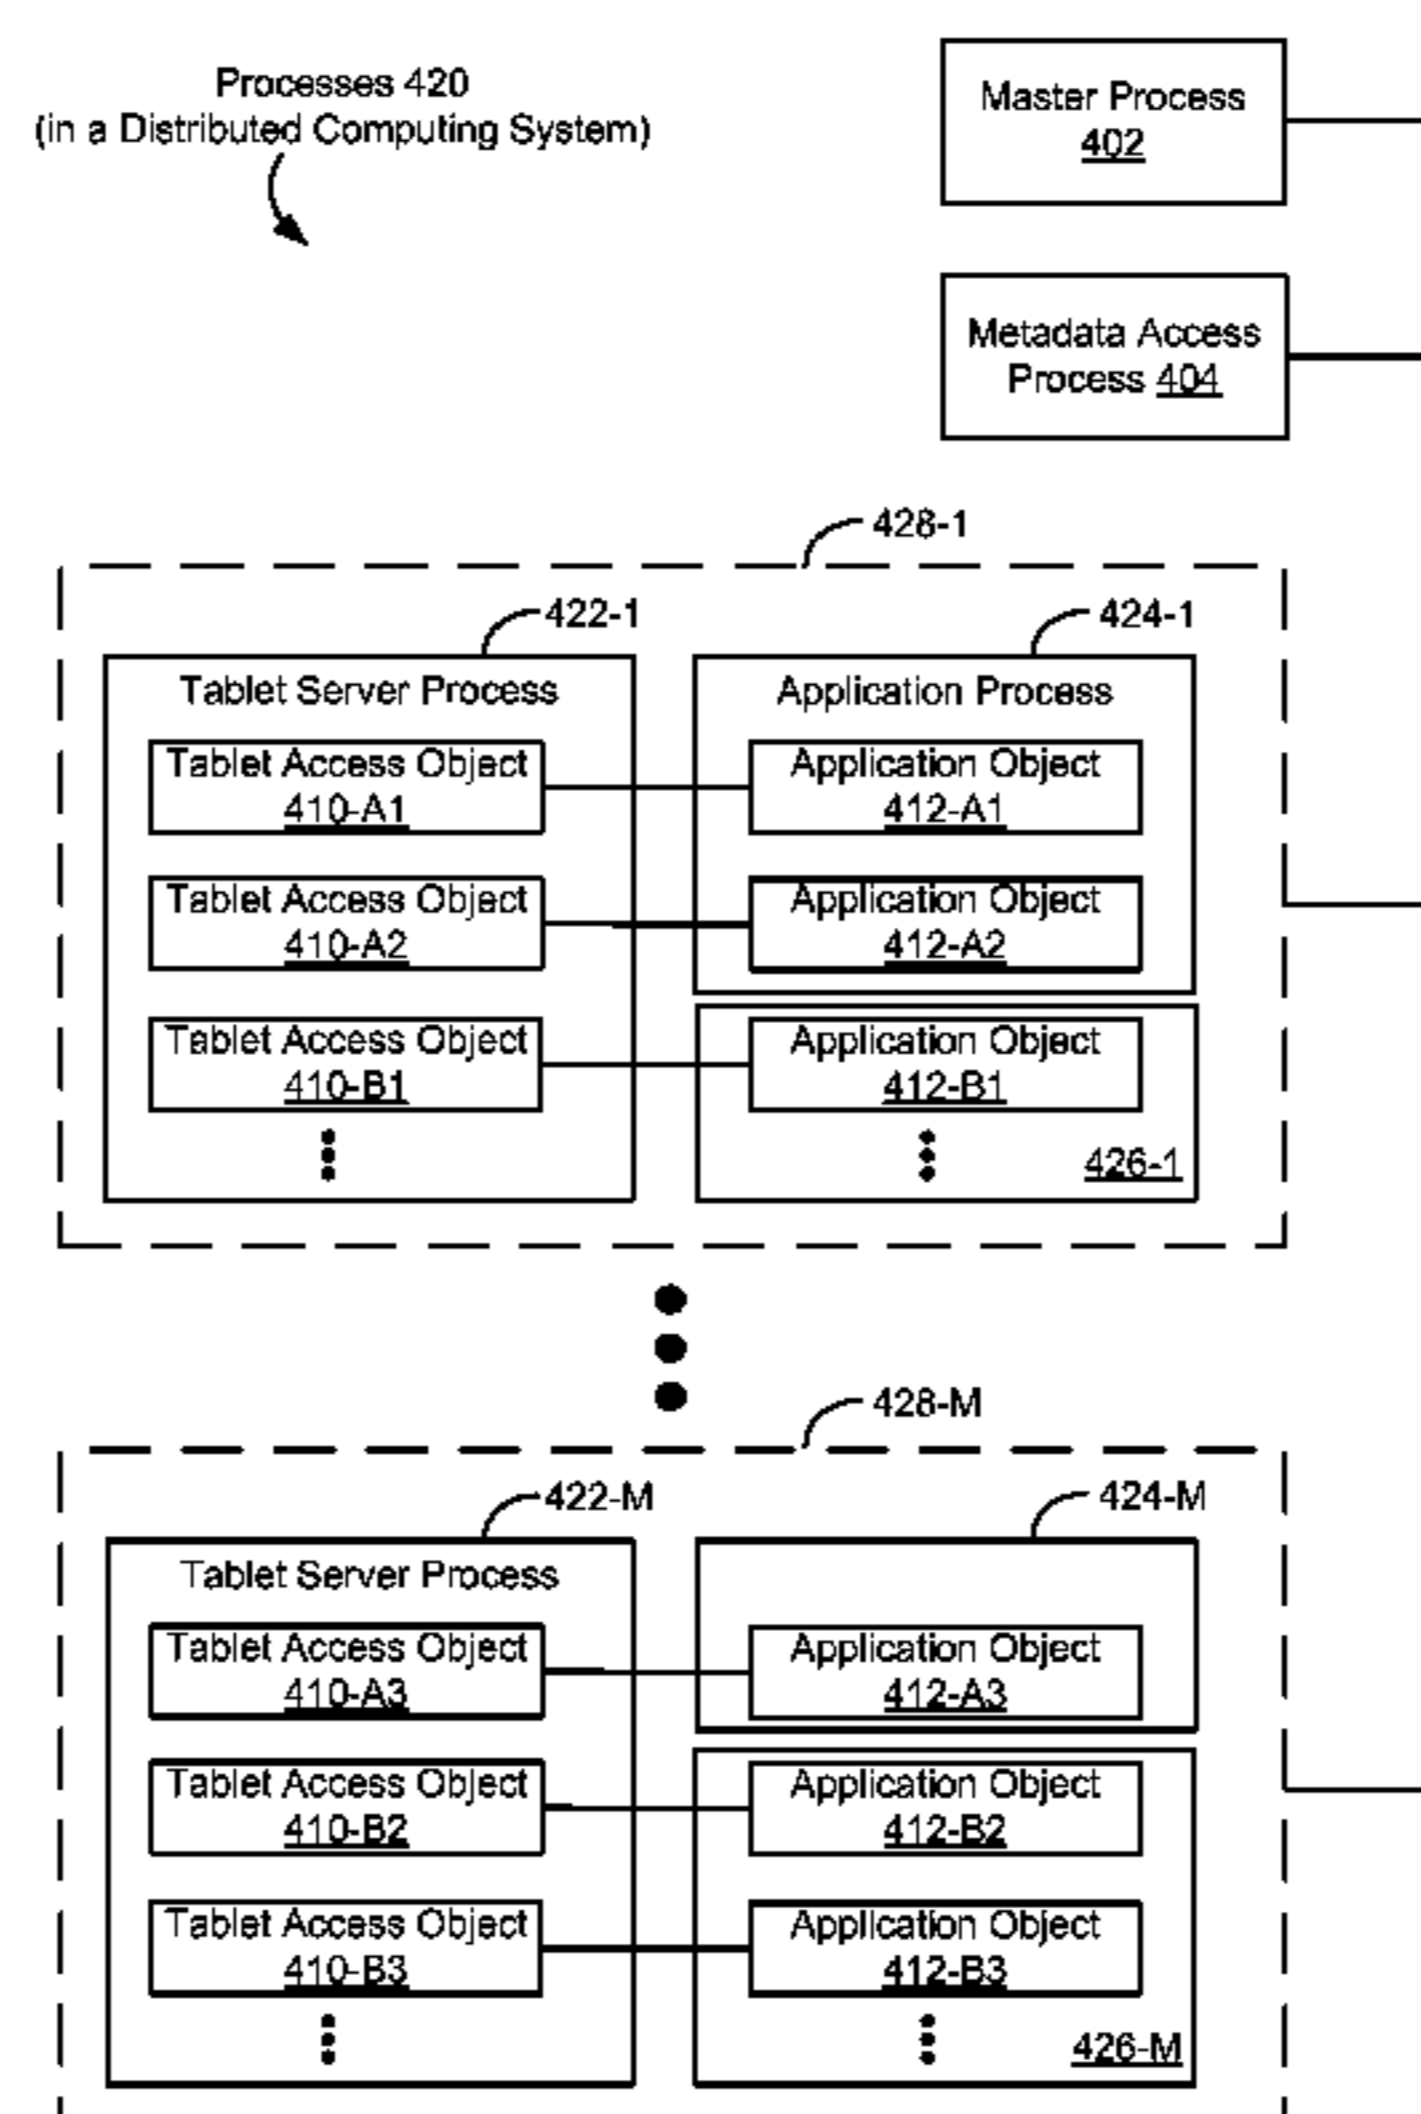 Processes 420
(in a Distributed Computing System)
Master Process
402
Metadata Access
Process 404
428-1
422-1
424-1
Tablet Server Process
Application Process
Tablet Access Object
410-A1
Application Object
412-A1
Tablet Access Object
410-A2
Application Object
412-A2
Tablet Access Object
410-B1
Application Object
412-B1
426-1
428-M
422-M
424-M
Tablet Server Process
Tablet Access Object
410-A3
Application Object
412-A3
Tablet Access Object
410-B2
Application Object
412-B2
Tablet Access Object
410-B3
Application Object
412-B3
426-M